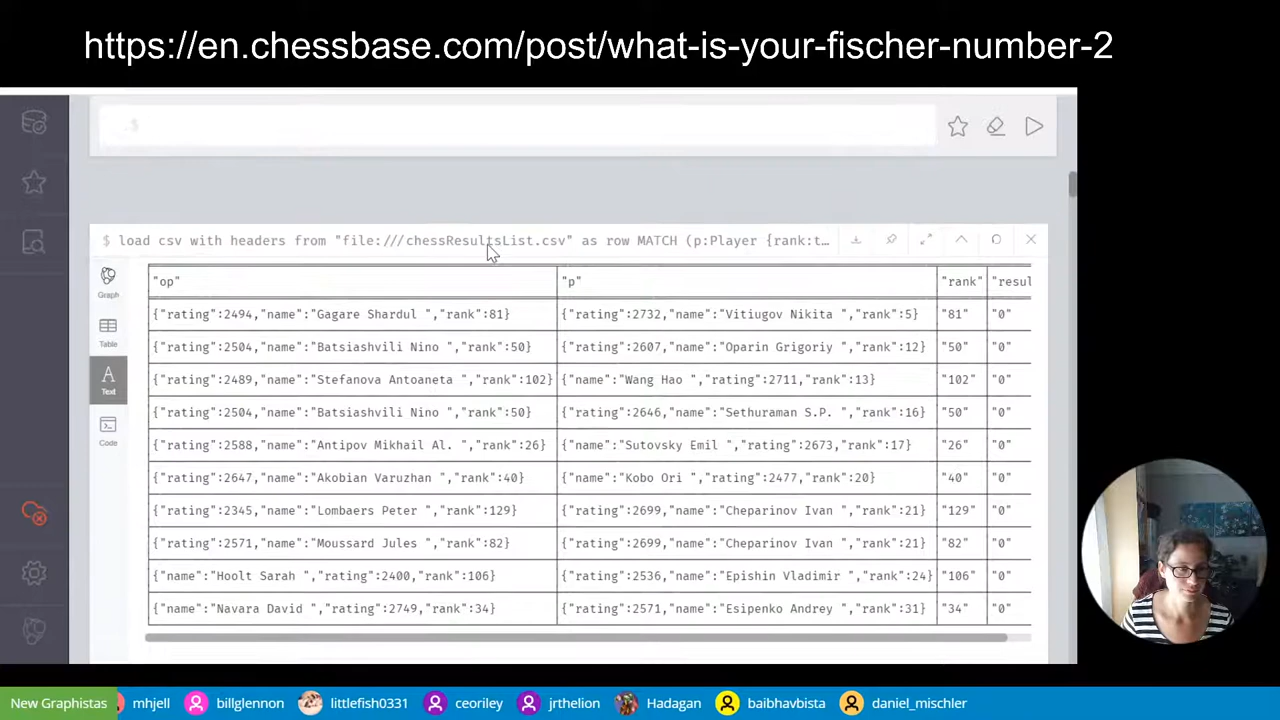 https://en.chessbase.com/post/what-is-your-fischer-number-2
$
$ load csv with headers from "file:///chessResultsList.csv" as row MATCH (p:Player {rank:t…
Graph
Table
A
Text
Code
"op" "p" "rank" "resul
{"rating":2494,"name":"Gagare Shardul ","rank":81} {"rating":2732,"name":"Vitiugov Nikita ","rank":5} "81" "0"
{"rating":2504,"name":"Batsiashvili Nino ","rank":50} {"rating":2607,"name":"Oparin Grigoriy ","rank":12} "50" "0"
{"rating":2489,"name":"Stefanova Antoaneta ","rank":102} {"name":"Wang Hao ","rating":2711,"rank":13} "102" "0"
{"rating":2504,"name":"Batsiashvili Nino ","rank":50} {"rating":2646,"name":"Sethuraman S.P. ","rank":16} "50" "0"
{"rating":2588,"name":"Antipov Mikhail Al. ","rank":26} {"name":"Sutovsky Emil ","rating":2673,"rank":17} "26" "0"
{"rating":2647,"name":"Akobian Varuzhan ","rank":40} {"name":"Kobo Ori ","rating":2477,"rank":20} "40" "0"
{"rating":2345,"name":"Lombaers Peter ","rank":129} {"rating":2699,"name":"Cheparinov Ivan ","rank":21} "129" "0"
{"rating":2571,"name":"Moussard Jules ","rank":82} {"rating":2699,"name":"Cheparinov Ivan ","rank":21} "82" "0"
{"name":"Hoolt Sarah ","rating":2400,"rank":106} {"rating":2536,"name":"Epishin Vladimir ","rank":24} "106" "0"
{"name":"Navara David ","rating":2749,"rank":34} {"rating":2571,"name":"Esipenko Andrey ","rank":31} "34" "0"
New Graphistas mhjell billglennon littlefish0331 ceoriley jrthelion Hadagan baibhavbista daniel_mischler